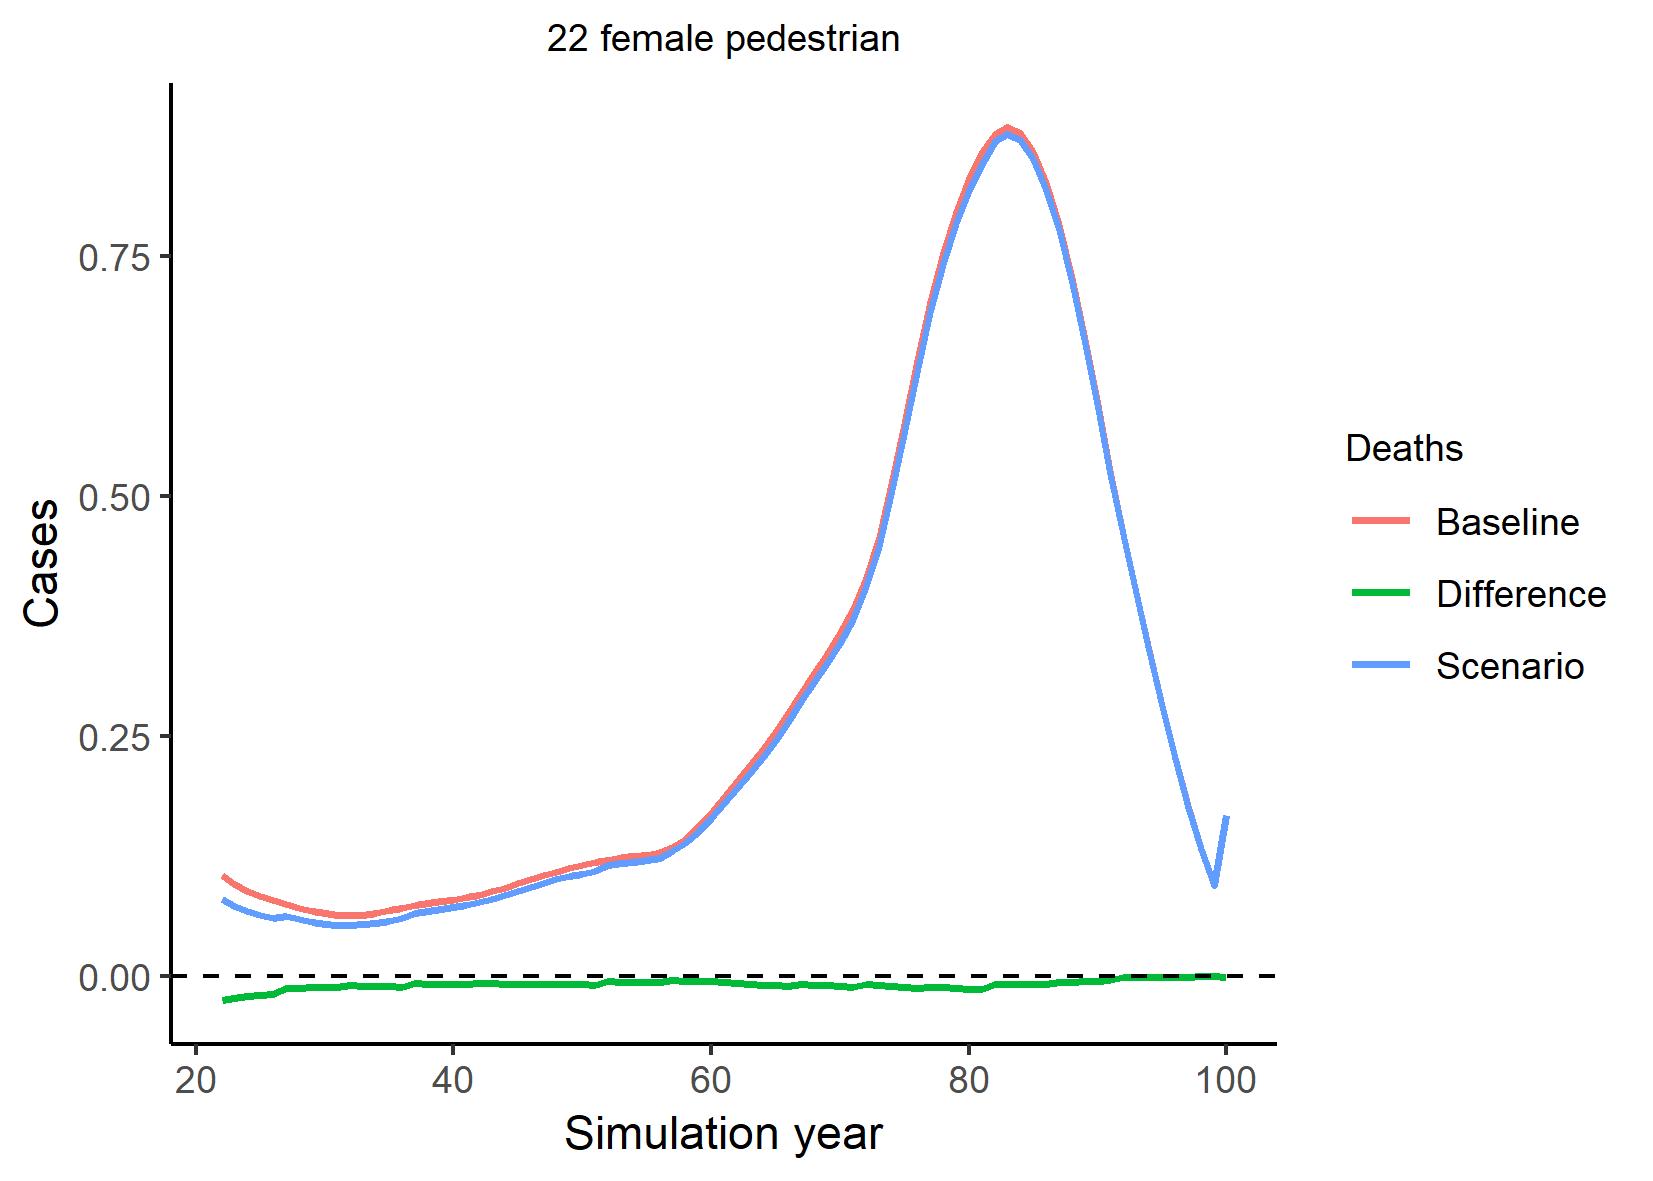 22 female pedestrian
Cases
0.75
0.50
0.25
0.00
20 40 60 80 100
Simulation year
Deaths
Baseline
Difference
Scenario